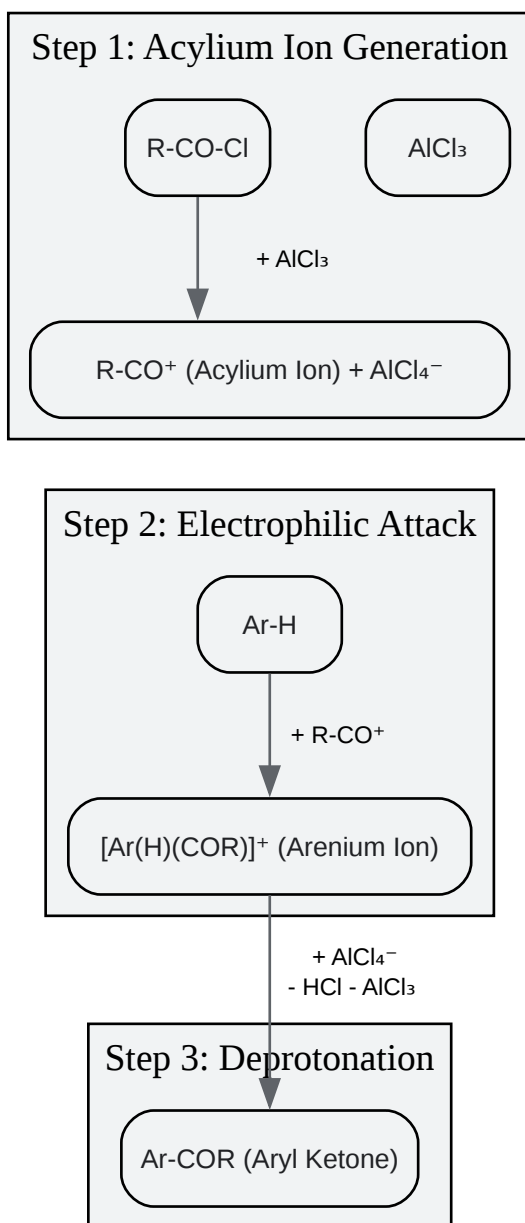 Step 1: Acylium Ion Generation
R-CO-Cl
AlCl₃
+ AlCl₃
R-CO⁺ (Acylium Ion) + AlCl₄⁻
Step 2: Electrophilic Attack
Ar-H
+ R-CO⁺
[Ar(H)(COR)]⁺ (Arenium Ion)
+ AlCl₄⁻
- HCl - AlCl₃
Step 3: Deprotonation
Ar-COR (Aryl Ketone)